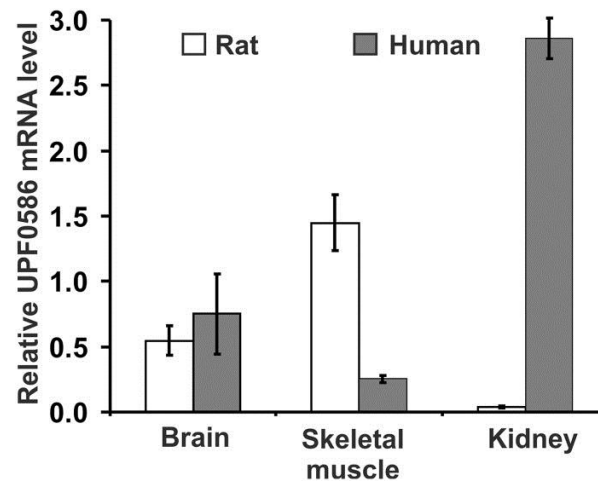 Relative UPF0586 mRNA level
3.0
2.5
2.0
1.5
1.0
0.5
0.0
Rat
Human
Brain
Skeletal
muscle
Kidney